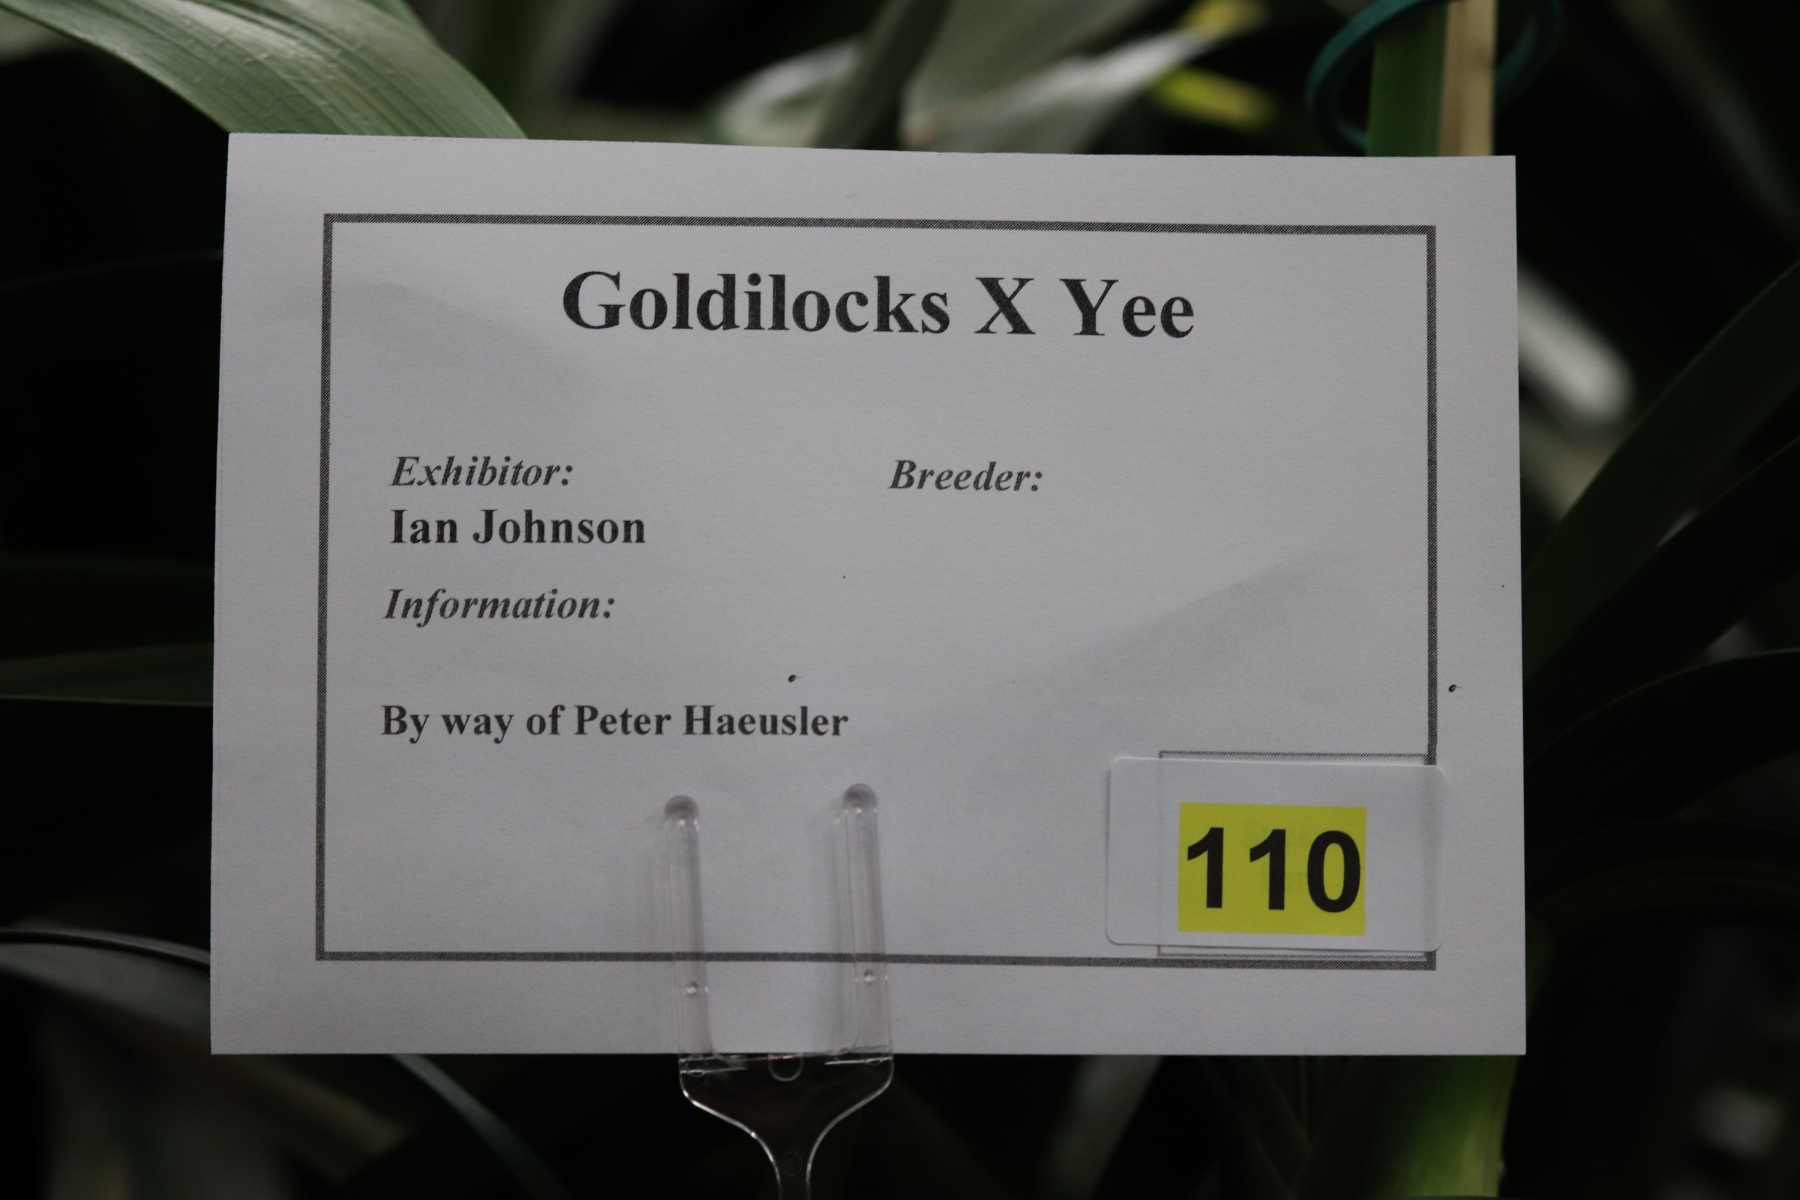 Goldilocks X Yee
Exhibitor: Breeder:
Ian Johnson
Information:
By way of Peter Haeusler
110